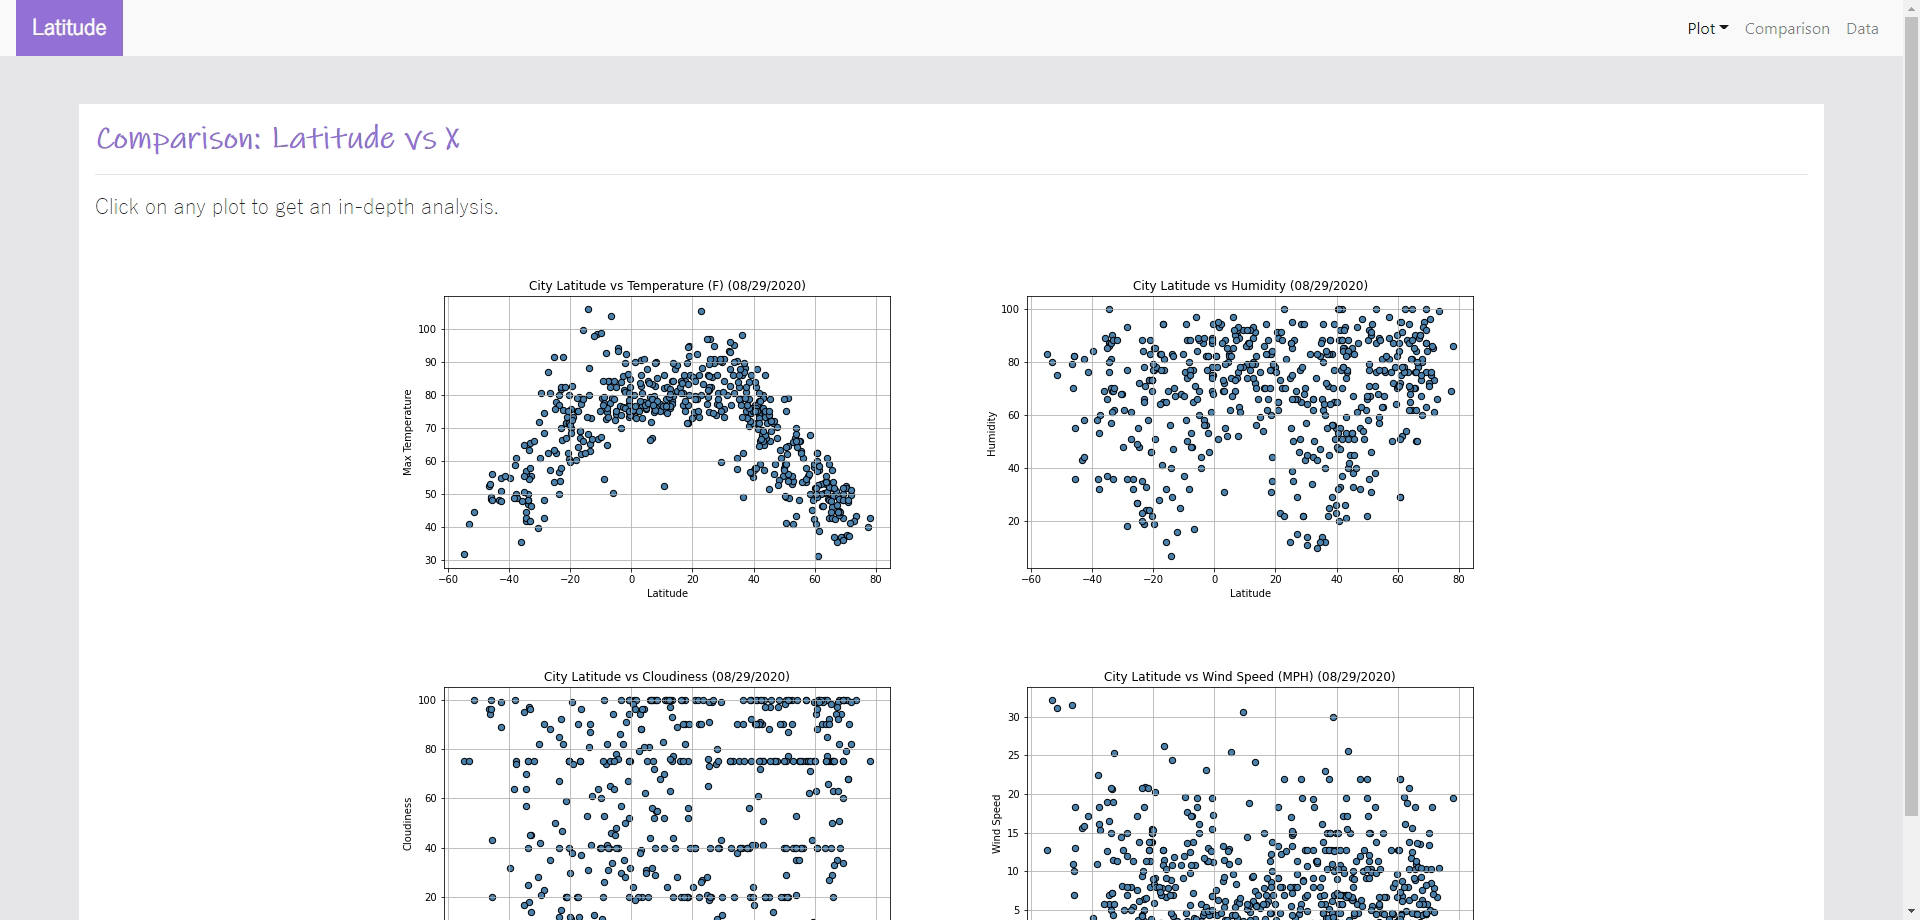 Latitude
Plot Comparison Data
Comparison: Latitude vs X
Click on any plot to get an in-depth analysis.
City Latitude vs Temperature (F) (08/29/2020)
Max Temperature
100
90
80
70
60
50
40
30
−60 −40 −20 0 20 40 60 80
Latitude
City Latitude vs Humidity (08/29/2020)
Humidity
100
80
60
40
20
−60 −40 −20 0 20 40 60 80
Latitude
City Latitude vs Cloudiness (08/29/2020)
Cloudiness
100
80
60
40
20
City Latitude vs Wind Speed (MPH) (08/29/2020)
Wind Speed
30
25
20
15
10
5